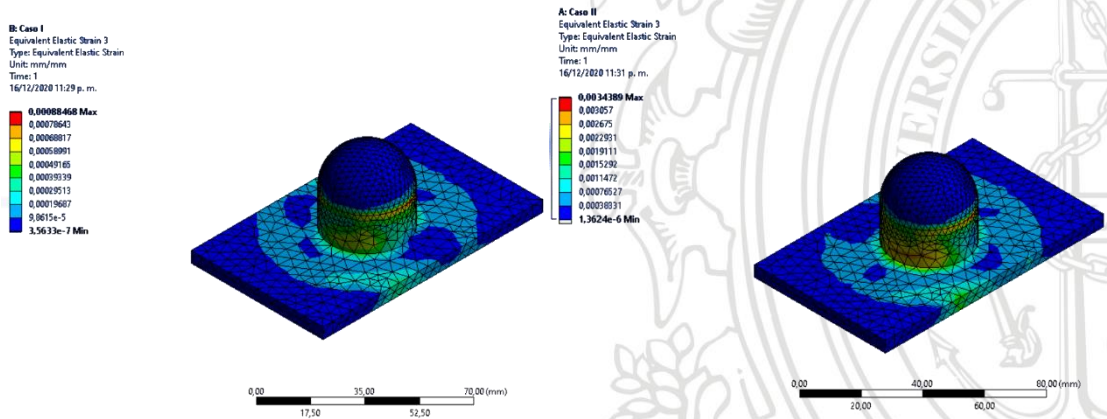 B: Caso I
Equivalent Elastic Strain 3
Type: Equivalent Elastic Strain
Unit: mm/mm
Time: 1
16/12/2020 11:29 p. m.
0,00088468 Max
0,00078643
0,00068817
0,00058991
0,00049165
0,00039339
0,00029513
0,00019687
9,8615e-5
3,5633e-7 Min
0,00 35,00 70,00 (mm)
17,50 52,50
A: Caso II
Equivalent Elastic Strain 3
Type: Equivalent Elastic Strain
Unit: mm/mm
Time: 1
16/12/2020 11:31 p. m.
0,0034389 Max
0,003057
0,002675
0,0022931
0,0019111
0,0015292
0,0011472
0,00076527
0,00038331
1,3624e-6 Min
0,00 40,00 80,00 (mm)
20,00 60,00
VERSID